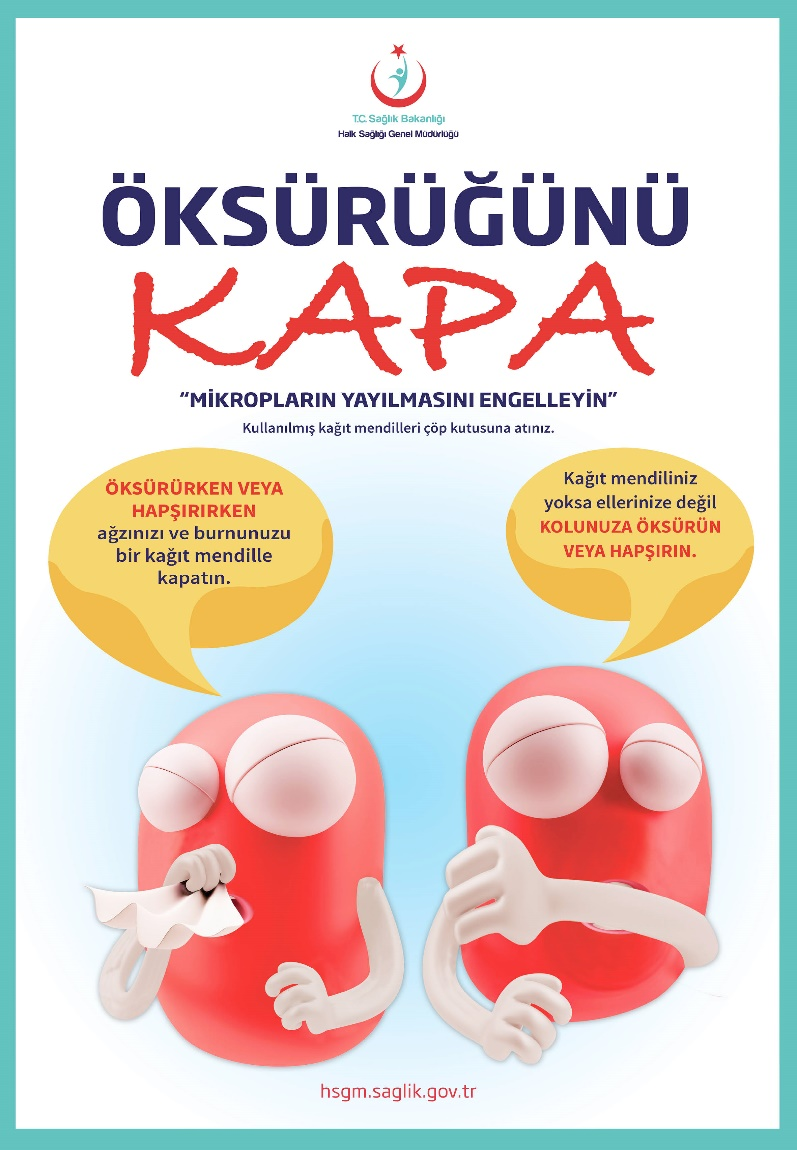 T.C. Sağlık Bakanlığı
Halk Sağlığı Genel Müdürlüğü
ÖKSÜRÜĞÜNÜ
KAPA
“MİKROPLARIN YAYILMASINI ENGELLEYİN”
Kullanılmış kağıt mendilleri çöp kutusuna atınız.
ÖKSÜRÜRKEN VEYA
HAPŞIRIRKEN
ağzınızı ve burnunuzu
bir kağıt mendille
kapatın.
Kağıt mendiliniz
yoksa ellerinize değil
KOLUNUZA ÖKSÜRÜN
VEYA HAPŞIRIN.
hsgm.saglik.gov.tr